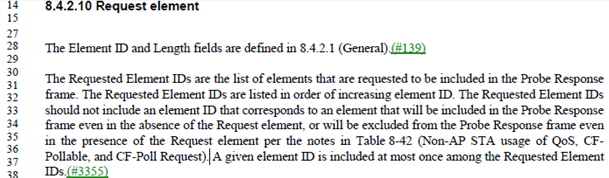 14
15
17
28
29
30
31
32
33
34
35
36
37
38
8.4.2.10 Request element
The Element ID and Length fields are defined in 8.4.2.1 (General).(#139)
The Requested Element IDs are the list of elements that are requested to be included in the Probe Response
frame. The Requested Element IDs are listed in order of increasing element ID. The Requested Element IDs
should not include an element ID that corresponds to an element that will be included in the Probe Response
frame even in the absence of the Request element, or will be excluded from the Probe Response frame even
in the presence of the Request element per the notes in Table 8-42 (Non-AP STA usage of QoS, CF-
Pollable, and CF-Poll Request). A given element ID is included at most once among the Requested Element
IDs.(#3355)